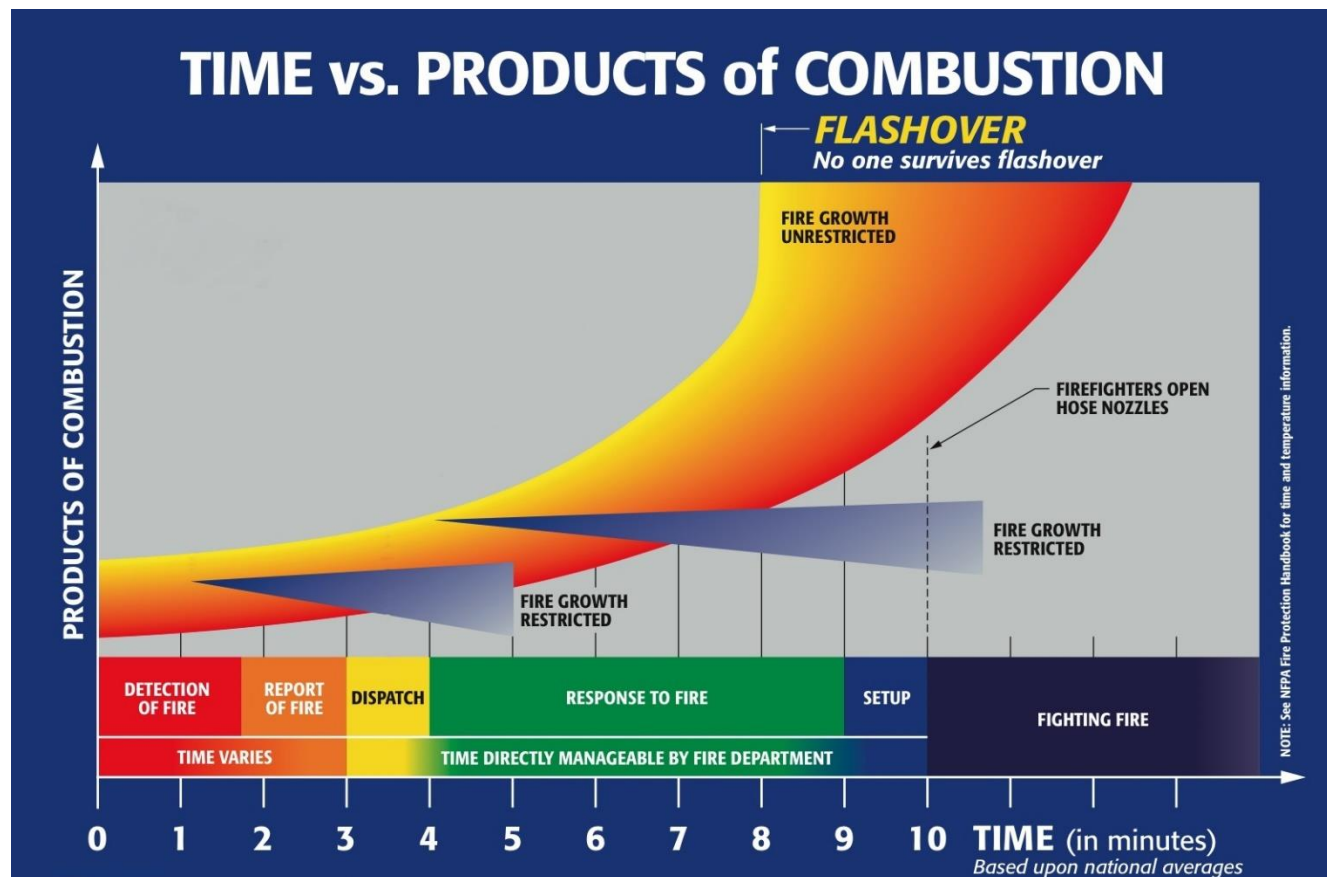 TIME vs. PRODUCTS of COMBUSTION
FLASHOVER
No one survives flashover
FIRE GROWTH
UNRESTRICTED
PRODUCTS OF COMBUSTION
FIREFIGHTERS OPEN
HOSE NOZZLES
FIRE GROWTH
RESTRICTED
FIRE GROWTH
RESTRICTED
NOTE: See NFPA Fire Protection Handbook for time and temperature information.
DETECTION
OF FIRE
REPORT
OF FIRE
DISPATCH
RESPONSE TO FIRE
SETUP
FIGHTING FIRE
TIME VARIES
TIME DIRECTLY MANAGEABLE BY FIRE DEPARTMENT
0 1 2 3 4 5 6 7 8 9 10 TIME (in minutes)
Based upon national averages